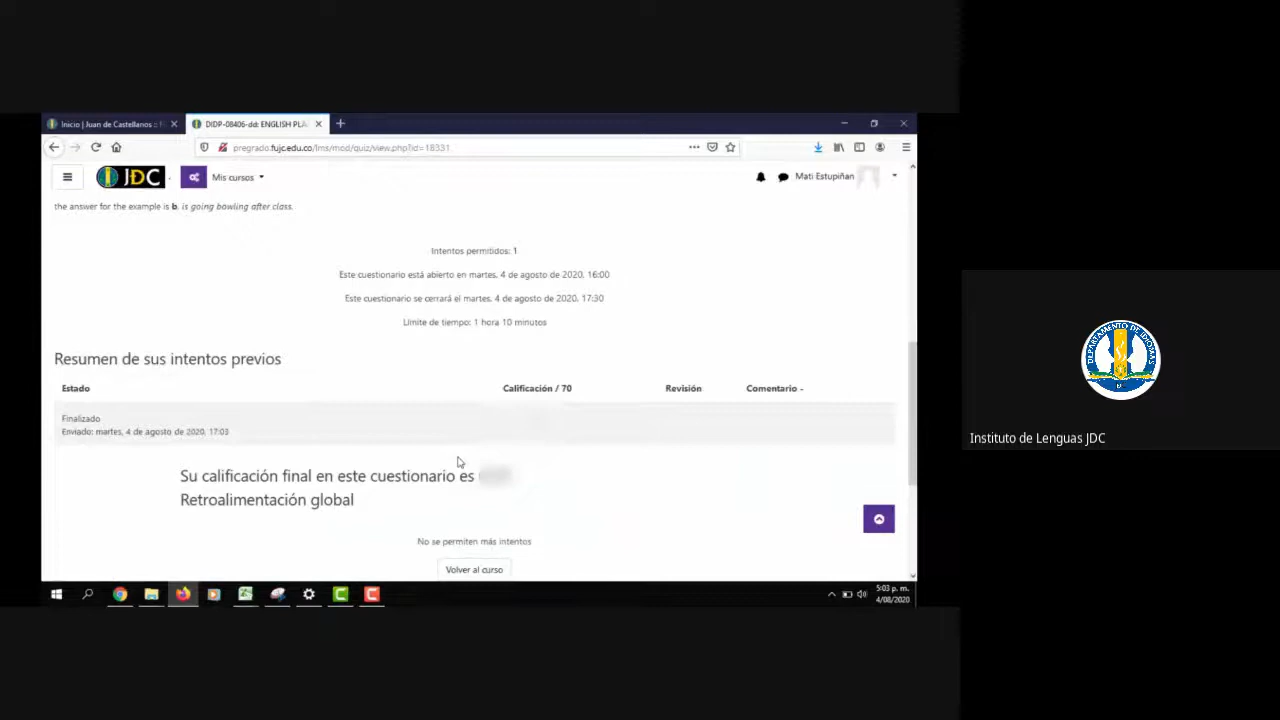 Inicio | Juan de Castellanos ::
DIDP-08406-dd: ENGLISH PLA
pregrado.fujc.edu.co/lms/mod/quiz/view.php?id=18331
JDC
Mis cursos
Mati Estupiñan
the answer for the example is b. is going bowling after class.
Intentos permitidos: 1
Este cuestionario está abierto en martes, 4 de agosto de 2020, 16:00
Este cuestionario se cerrará el martes, 4 de agosto de 2020, 17:30
Límite de tiempo: 1 hora 10 minutos
Resumen de sus intentos previos
Estado Calificación / 70 Revisión Comentario -
Finalizado
Enviado: martes, 4 de agosto de 2020, 17:03
Su calificación final en este cuestionario es
Retroalimentación global
No se permiten más intentos
Volver al curso
5:03 p. m.
4/08/2020
DEPARTAMENTO DE IDIOMAS
Instituto de Lenguas JDC